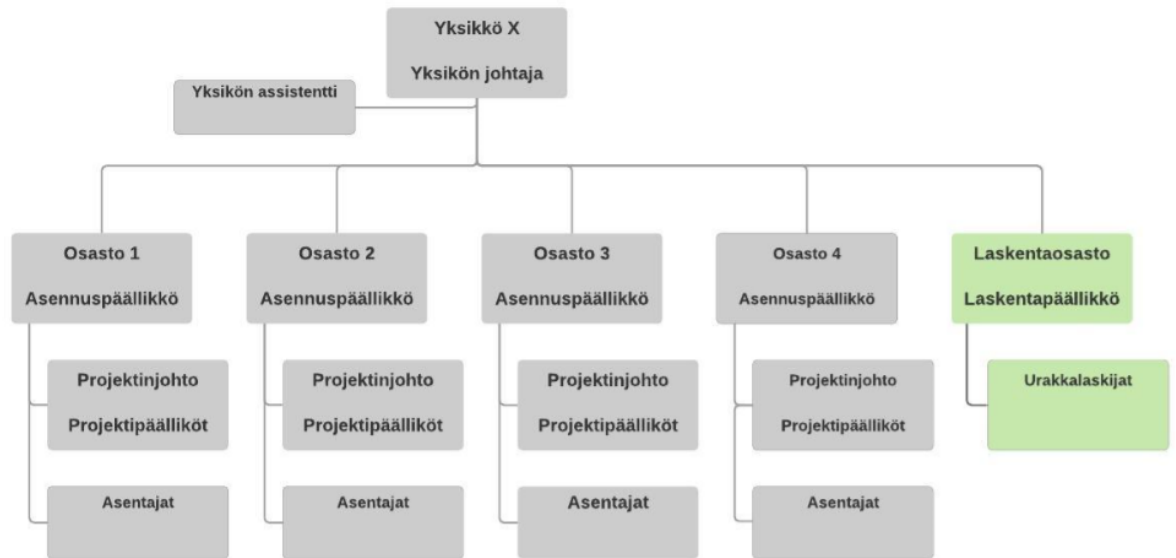 Yksikkö X
Yksikön johtaja
Yksikön assistentti
Osasto 1
Asennuspäällikkö
Osasto 2
Asennuspäällikkö
Osasto 3
Asennuspäällikkö
Osasto 4
Asennuspäällikkö
Laskentaosasto
Laskentapäällikkö
Projektinjohto
Projektipäälliköt
Projektinjohto
Projektipäälliköt
Projektinjohto
Projektipäälliköt
Projektinjohto
Projektipäälliköt
Urakkalaskijat
Asentajat
Asentajat
Asentajat
Asentajat